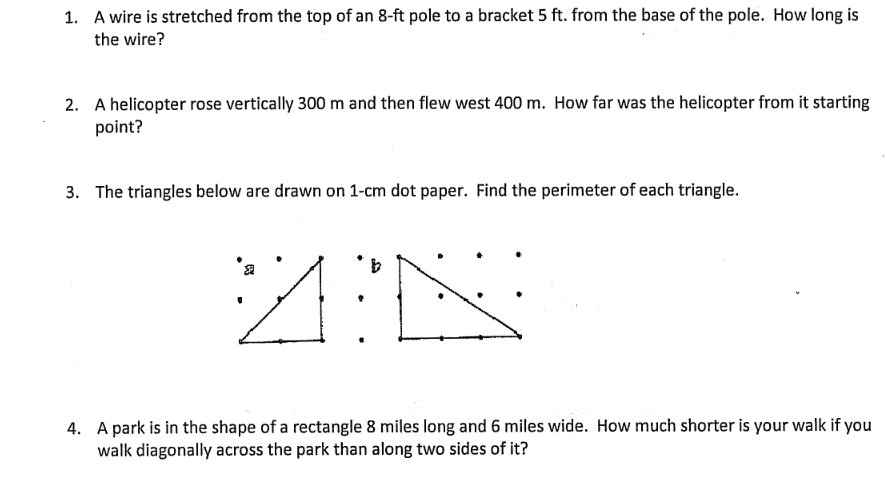 1. A wire is stretched from the top of an 8-ft pole to a bracket 5 ft. from the base of the pole. How long is
the wire?
2. A helicopter rose vertically 300 m and then flew west 400 m. How far was the helicopter from it starting
point?
3. The triangles below are drawn on 1-cm dot paper. Find the perimeter of each triangle.
a b
4. A park is in the shape of a rectangle 8 miles long and 6 miles wide. How much shorter is your walk if you
walk diagonally across the park than along two sides of it?